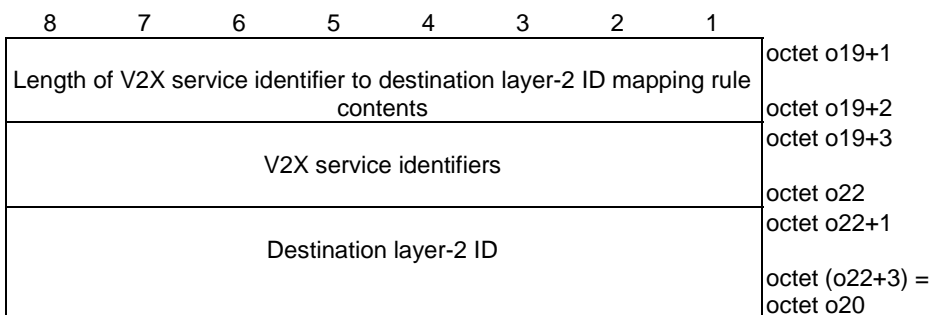 8 7 6 5 4 3 2 1
octet o19+1
Length of V2X service identifier to destination layer-2 ID mapping rule
contents
octet o19+2
octet o19+3
V2X service identifiers
octet o22
octet o22+1
Destination layer-2 ID
octet (o22+3) =
octet o20